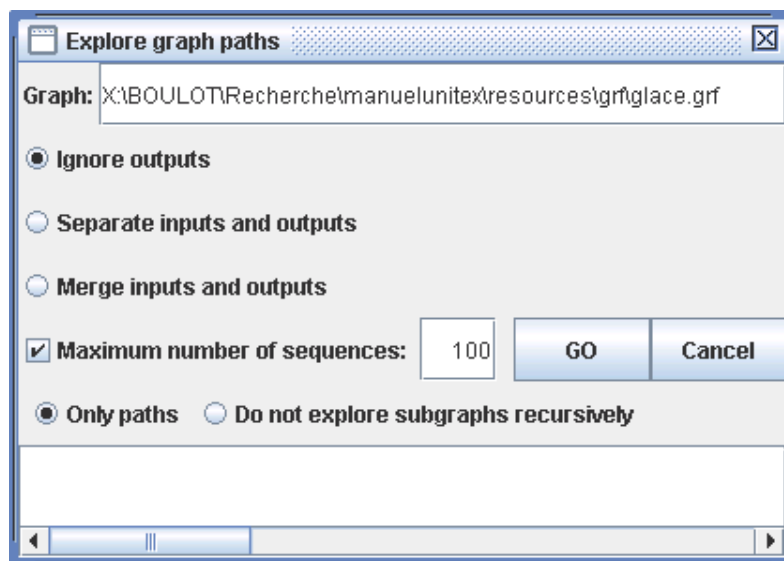 Explore graph paths
Graph: X:\BOULOT\Recherche\manuelunitex\resources\grf\glace.grf
Ignore outputs
Separate inputs and outputs
Merge inputs and outputs
Maximum number of sequences: 100 GO Cancel
Only paths Do not explore subgraphs recursively